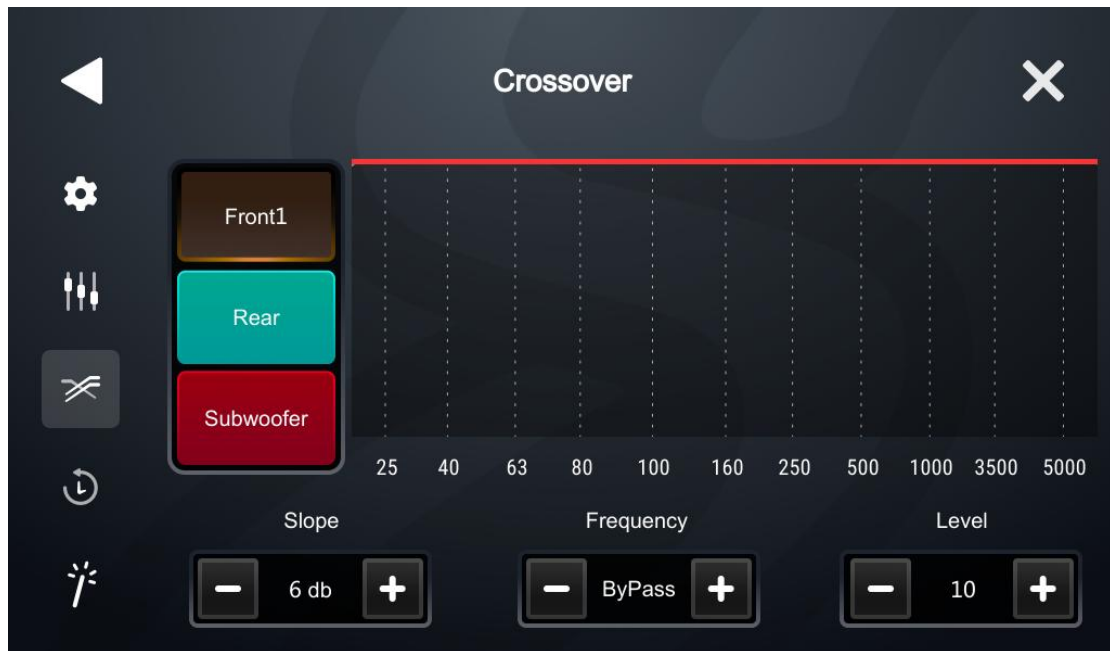 Crossover
Front1
Rear
Subwoofer
25 40 63 80 100 160 250 500 1000 3500 5000
Slope Frequency Level
6 db ByPass 10